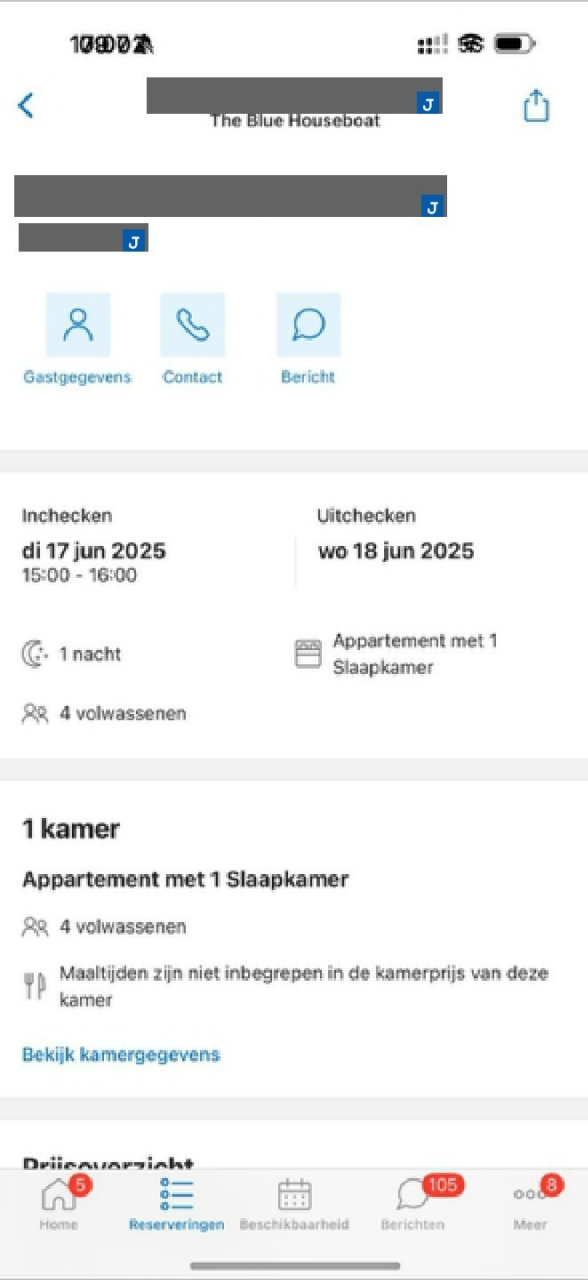 The Blue Houseboat
Gastgegevens
Contact
Bericht
Inchecken
Uitchecken
di 17 jun 2025
wo 18 jun 2025
15:00 - 16:00
1 nacht
Appartement met 1
Slaapkamer
4 volwassenen
1 kamer
Appartement met 1 Slaapkamer
4 volwassenen
Maaltijden zijn niet inbegrepen in de kamerprijs van deze
kamer
Bekijk kamergegevens
Prijsoverzicht
5
105
8
Home
Reserveringen
Beschikbaarheid
Berichten
Meer